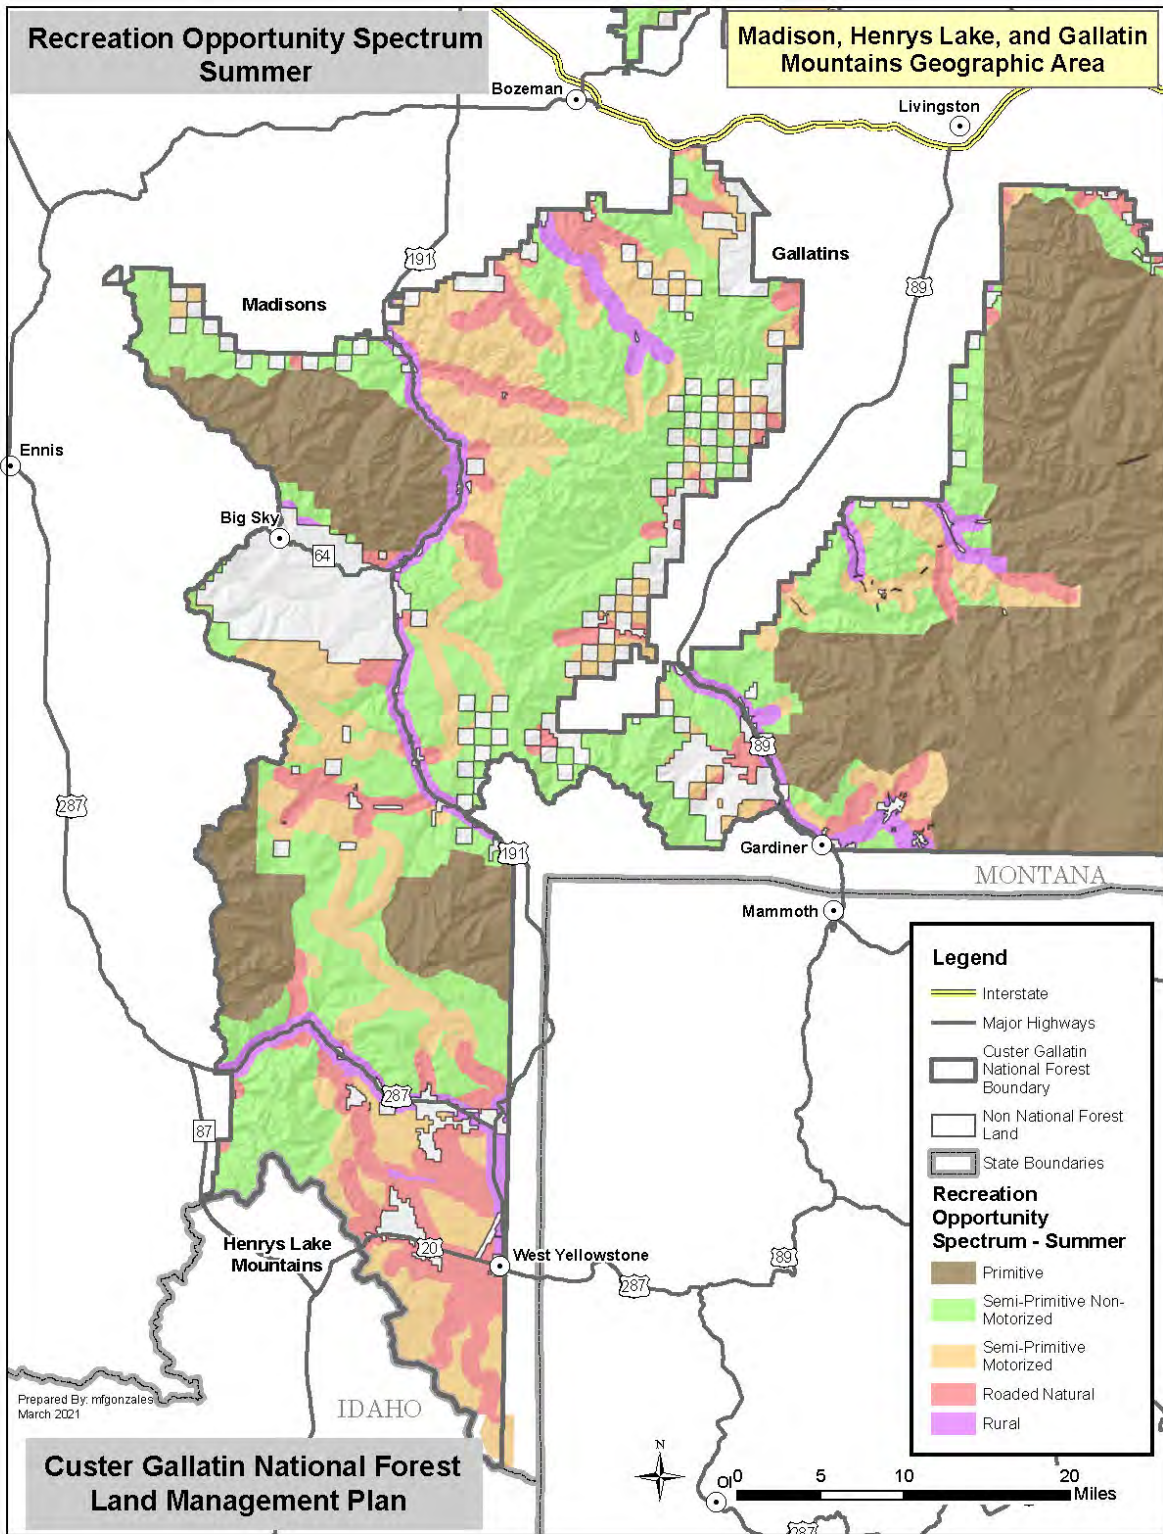 Recreation Opportunity Spectrum
Summer
Madison, Henrys Lake, and Gallatin
Mountains Geographic Area
Bozeman
Livingston
191
Gallatins
89
Madisons
Ennis
Big Sky
64
89
287
Gardiner
191
MONTANA
Mammoth
287
87
Henrys Lake
Mountains
20
West Yellowstone
89
287
Prepared By: mfgonzales
March 2021
IDAHO
Legend
Interstate
Major Highways
Custer Gallatin
National Forest
Boundary
Non National Forest
Land
State Boundaries
Recreation
Opportunity
Spectrum - Summer
Primitive
Semi-Primitive Non-
Motorized
Semi-Primitive
Motorized
Roaded Natural
Rural
Custer Gallatin National Forest
Land Management Plan
N
0 5 10 20
Miles
287